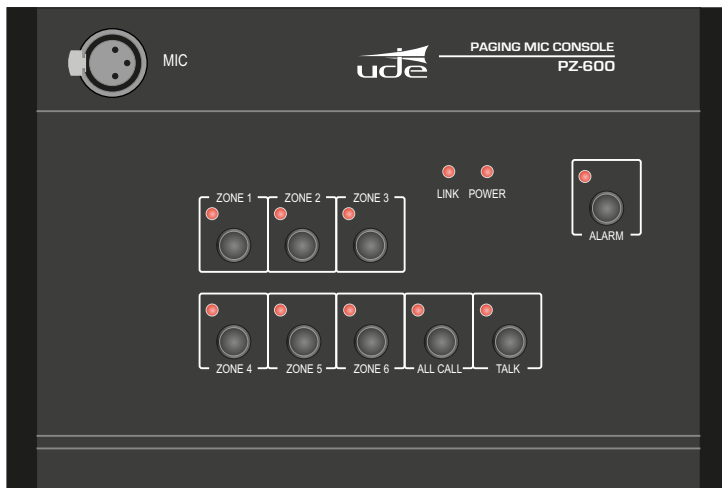 MIC
ude
PAGING MIC CONSOLE
PZ-600
LINK POWER
ZONE 1 ZONE 2 ZONE 3
ALARM
ZONE 4 ZONE 5 ZONE 6 ALL CALL TALK